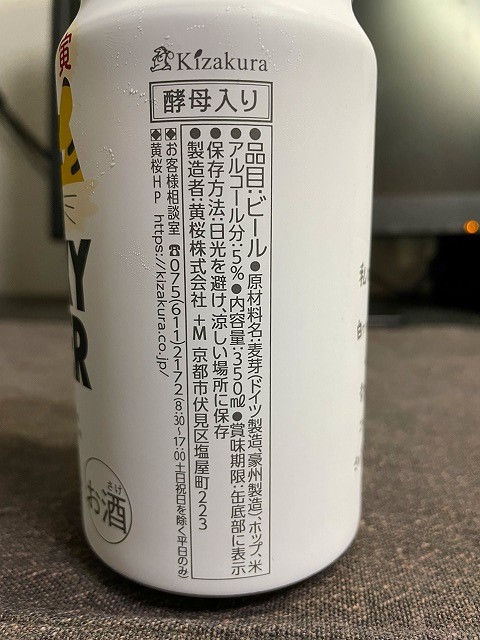 Kizakura
酵母入り
●品目:ビール●原材料名:麦芽(ドイツ製造、豪州製造)、ホップ、米
●アルコール分:5%●内容量:350ml●賞味期限:缶底部に表示
●保存方法:日光を避け、涼しい場所に保存
●製造者:黄桜株式会社 +M 京都市伏見区塩屋町223
◆お客様相談室 ☎075(611)2172(8:30~17:00 土日祝日を除く平日のみ)
◆黄桜HP https://kizakura.co.jp/
寅
Y
R
さけ
お酒
私
白